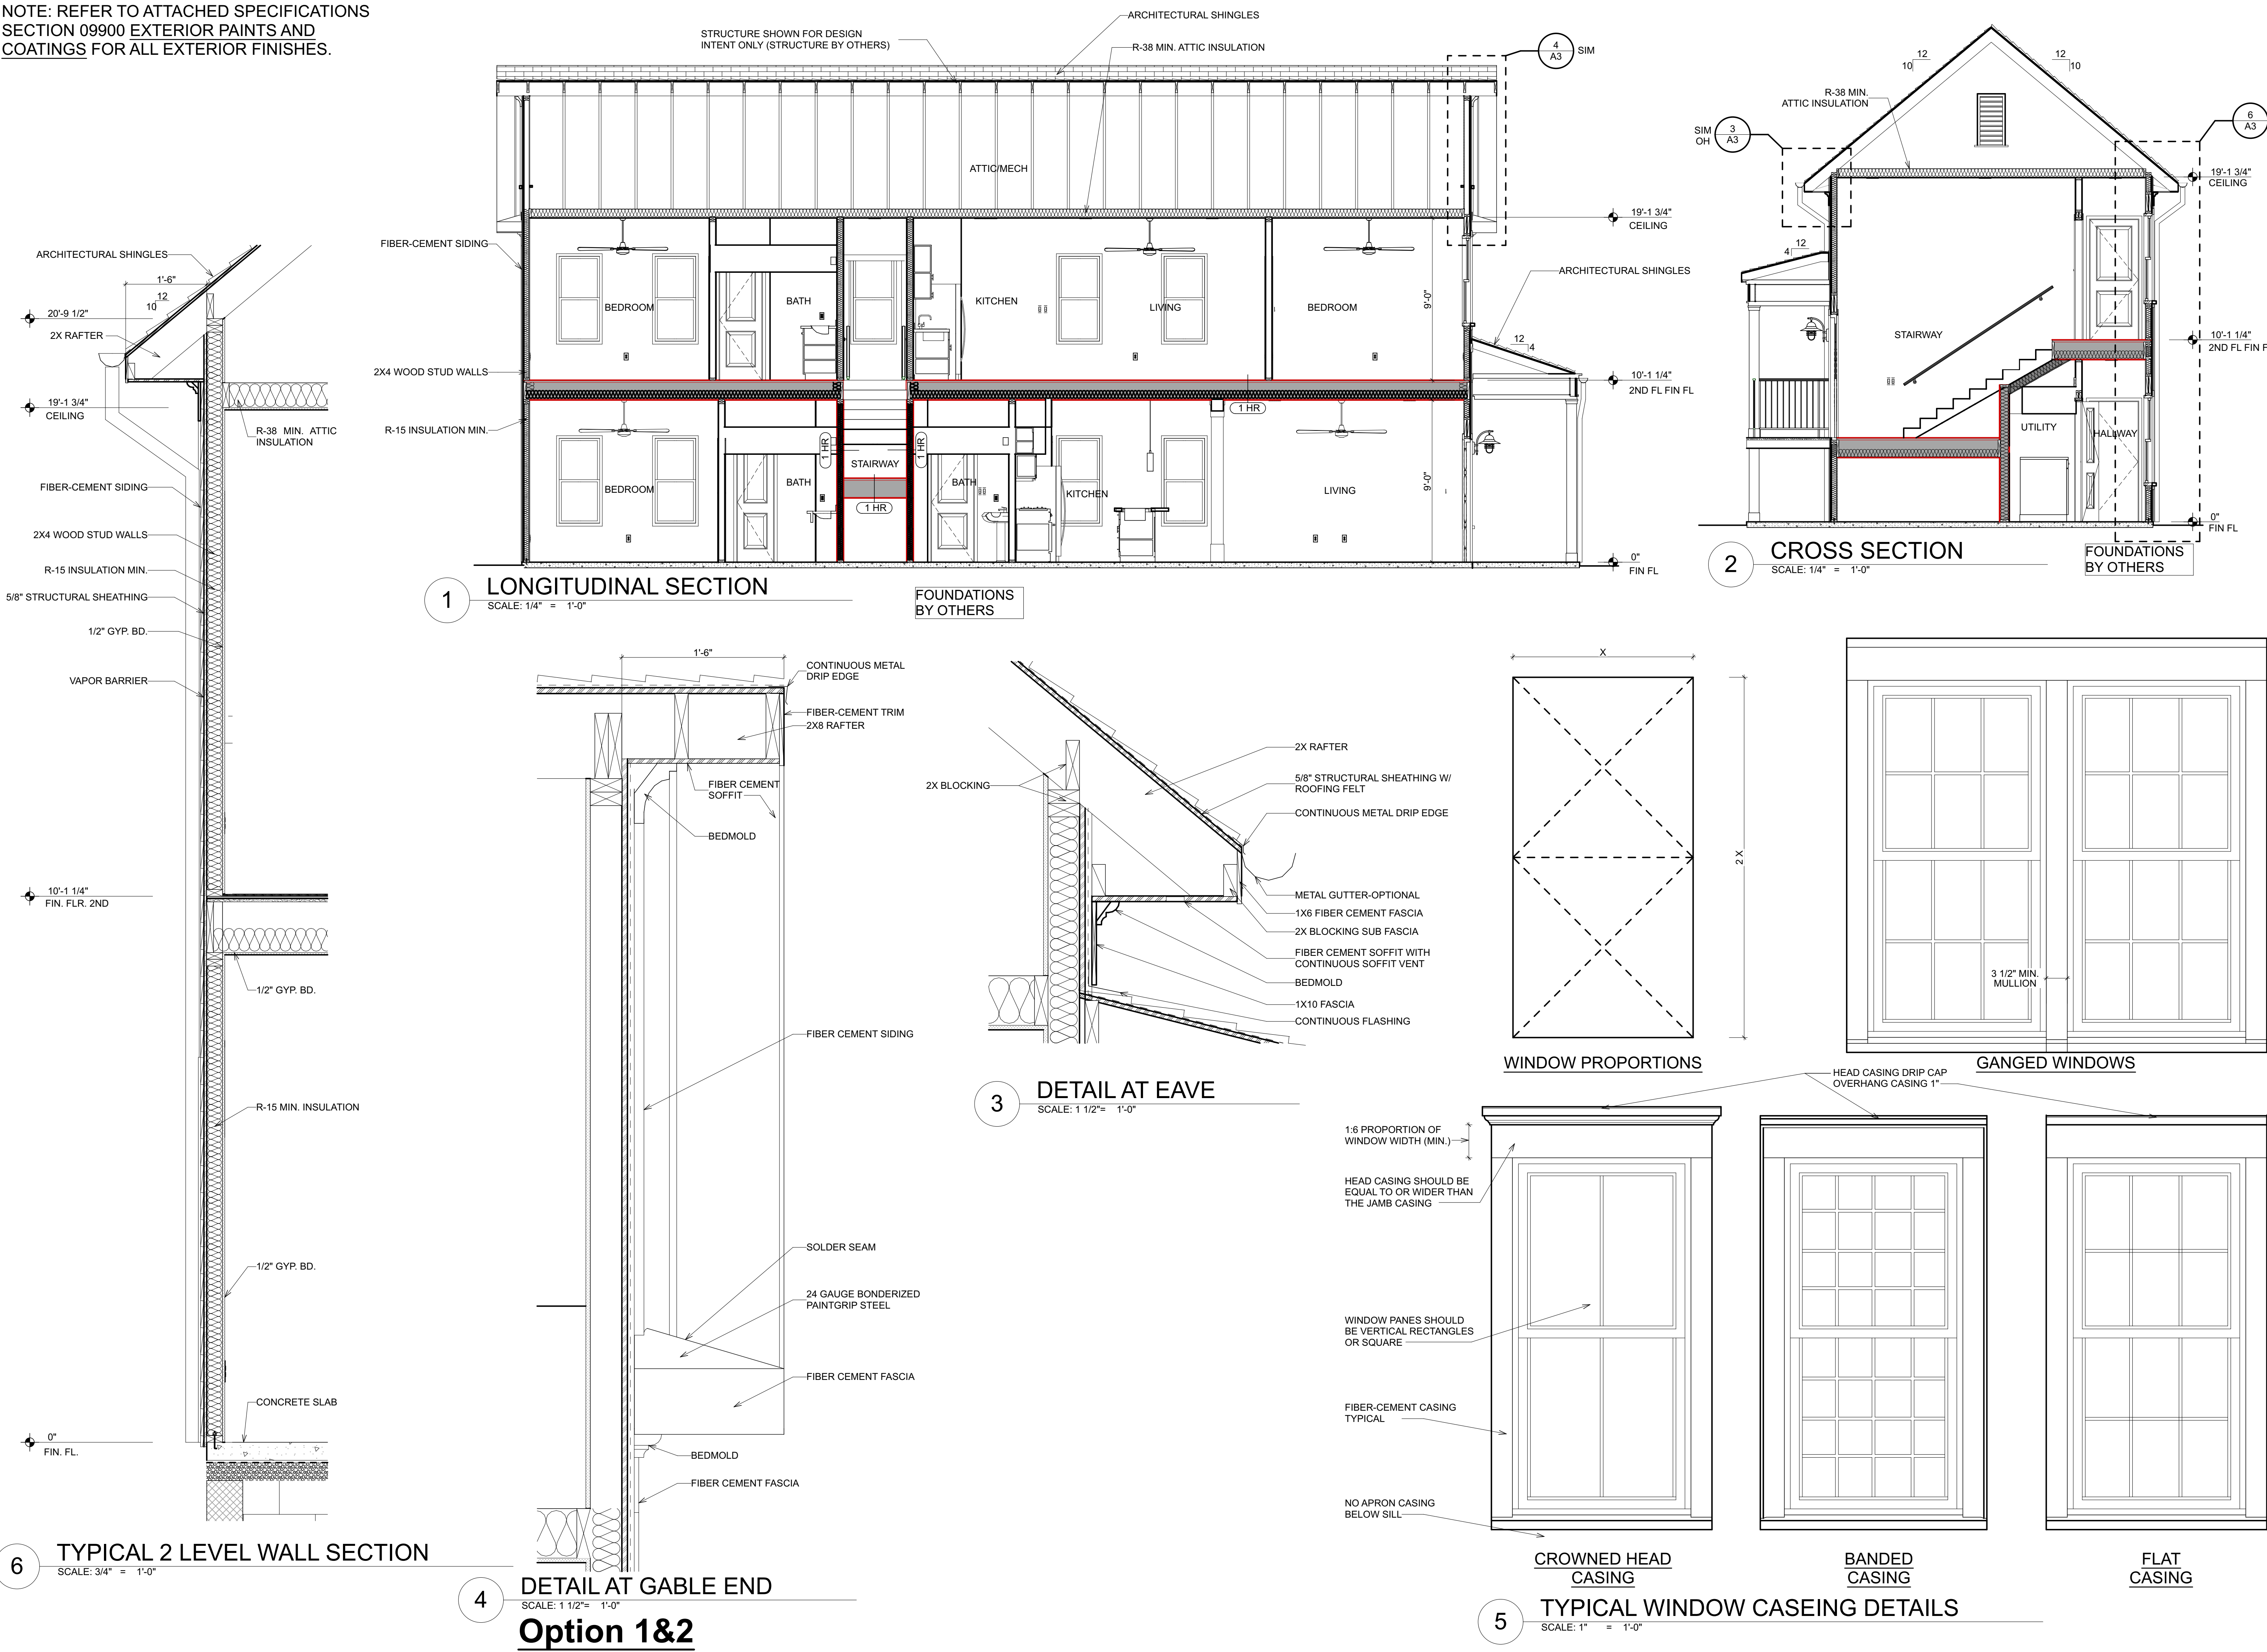 NOTE: REFER TO ATTACHED SPECIFICATIONS
SECTION 09900 EXTERIOR PAINTS AND
COATINGS FOR ALL EXTERIOR FINISHES.
ARCHITECTURAL SHINGLES
STRUCTURE SHOWN FOR DESIGN
INTENT ONLY (STRUCTURE BY OTHERS)
R-38 MIN. ATTIC INSULATION
4
A3
SIM
ATTIC/MECH
19'-1 3/4"
CEILING
FIBER-CEMENT SIDING
ARCHITECTURAL SHINGLES
BEDROOM
BATH
KITCHEN
LIVING
BEDROOM
9'-0"
12
4
2X4 WOOD STUD WALLS
10'-1 1/4"
2ND FL FIN FL
1 HR
R-15 INSULATION MIN.
1 HR
1 HR
STAIRWAY
BEDROOM
BATH
BATH
KITCHEN
LIVING
9'-0"
1 HR
0"
FIN FL
1
LONGITUDINAL SECTION
SCALE: 1/4" = 1'-0"
FOUNDATIONS
BY OTHERS
12
10
12
10
R-38 MIN.
ATTIC INSULATION
SIM
OH
3
A3
6
A3
19'-1 3/4"
CEILING
12
4
STAIRWAY
10'-1 1/4"
2ND FL FIN F
UTILITY
HALLWAY
0"
FIN FL
2
CROSS SECTION
SCALE: 1/4" = 1'-0"
FOUNDATIONS
BY OTHERS
ARCHITECTURAL SHINGLES
1'-6"
12
10
20'-9 1/2"
2X RAFTER
19'-1 3/4"
CEILING
R-38 MIN. ATTIC
INSULATION
FIBER-CEMENT SIDING
2X4 WOOD STUD WALLS
R-15 INSULATION MIN.
5/8" STRUCTURAL SHEATHING
1/2" GYP. BD.
VAPOR BARRIER
10'-1 1/4"
FIN. FLR. 2ND
1/2" GYP. BD.
R-15 MIN. INSULATION
1/2" GYP. BD.
CONCRETE SLAB
0"
FIN. FL.
6
TYPICAL 2 LEVEL WALL SECTION
SCALE: 3/4" = 1'-0"
1'-6"
CONTINUOUS METAL
DRIP EDGE
FIBER-CEMENT TRIM
2X8 RAFTER
FIBER CEMENT
SOFFIT
BEDMOLD
FIBER CEMENT SIDING
SOLDER SEAM
24 GAUGE BONDERIZED
PAINTGRIP STEEL
FIBER CEMENT FASCIA
BEDMOLD
FIBER CEMENT FASCIA
4
DETAIL AT GABLE END
SCALE: 1 1/2"= 1'-0"
Option 1&2
2X BLOCKING
2X RAFTER
5/8" STRUCTURAL SHEATHING W/
ROOFING FELT
CONTINUOUS METAL DRIP EDGE
METAL GUTTER-OPTIONAL
1X6 FIBER CEMENT FASCIA
2X BLOCKING SUB FASCIA
FIBER CEMENT SOFFIT WITH
CONTINUOUS SOFFIT VENT
BEDMOLD
1X10 FASCIA
CONTINUOUS FLASHING
3
DETAIL AT EAVE
SCALE: 1 1/2"= 1'-0"
X
2 X
WINDOW PROPORTIONS
3 1/2" MIN.
MULLION
GANGED WINDOWS
HEAD CASING DRIP CAP
OVERHANG CASING 1"
1:6 PROPORTION OF
WINDOW WIDTH (MIN.)
HEAD CASING SHOULD BE
EQUAL TO OR WIDER THAN
THE JAMB CASING
WINDOW PANES SHOULD
BE VERTICAL RECTANGLES
OR SQUARE
FIBER-CEMENT CASING
TYPICAL
NO APRON CASING
BELOW SILL
CROWNED HEAD
CASING
BANDED
CASING
FLAT
CASING
5
TYPICAL WINDOW CASEING DETAILS
SCALE: 1" = 1'-0"